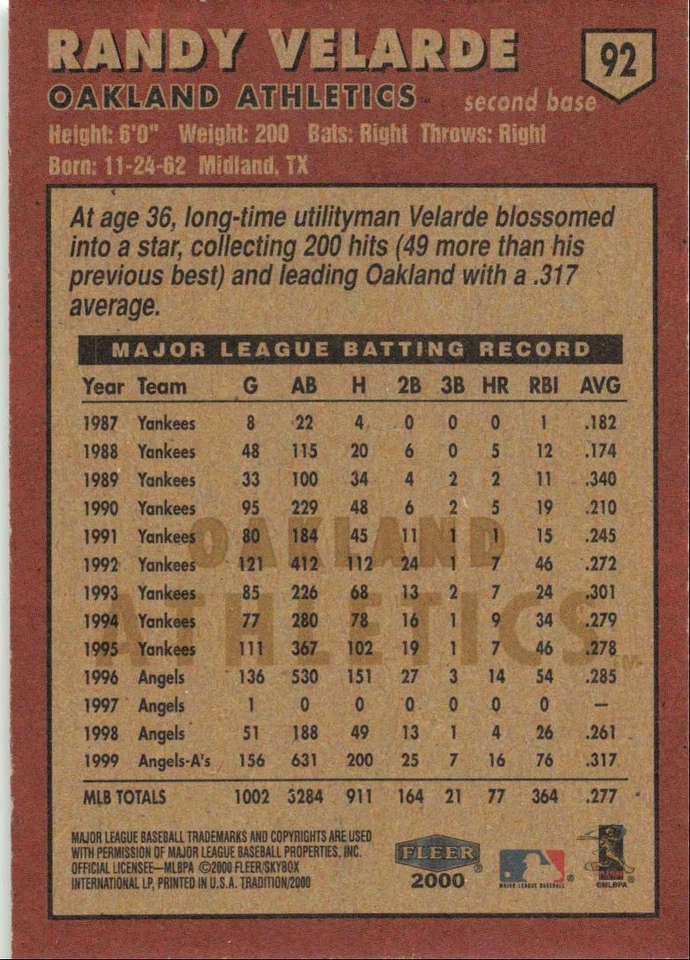 RANDY VELARDE
92
OAKLAND ATHLETICS™ second base
Height: 6'0" Weight: 200 Bats: Right Throws: Right
Born: 11-24-62 Midland, TX
At age 36, long-time utilityman Velarde blossomed
into a star, collecting 200 hits (49 more than his
previous best) and leading Oakland with a .317
average.
MAJOR LEAGUE BATTING RECORD
Year Team G AB H 2B 3B HR RBI AVG
1987 Yankees 8 22 4 0 0 0 1 .182
1988 Yankees 48 115 20 6 0 5 12 .174
1989 Yankees 33 100 34 4 2 2 11 .340
1990 Yankees 95 229 48 6 2 5 19 .210
1991 Yankees 80 184 45 11 1 1 15 .245
1992 Yankees 121 412 112 24 1 7 46 .272
1993 Yankees 85 226 68 13 2 7 24 .301
1994 Yankees 77 280 78 16 1 9 34 .279
1995 Yankees 111 367 102 19 1 7 46 .278
1996 Angels 136 530 151 27 3 14 54 .285
1997 Angels 1 0 0 0 0 0 0 —
1998 Angels 51 188 49 13 1 4 26 .261
1999 Angels-A's 156 631 200 25 7 16 76 .317
MLB TOTALS 1002 3284 911 164 21 77 364 .277
OAKLAND
ATHLETICS™
MAJOR LEAGUE BASEBALL TRADEMARKS AND COPYRIGHTS ARE USED
WITH PERMISSION OF MAJOR LEAGUE BASEBALL PROPERTIES, INC.
OFFICIAL LICENSEE—MLBPA ©2000 FLEER/SKYBOX
INTERNATIONAL LP, PRINTED IN U.S.A. TRADITION/2000
FLEER®
2000
MAJOR LEAGUE BASEBALL®
©MLBPA